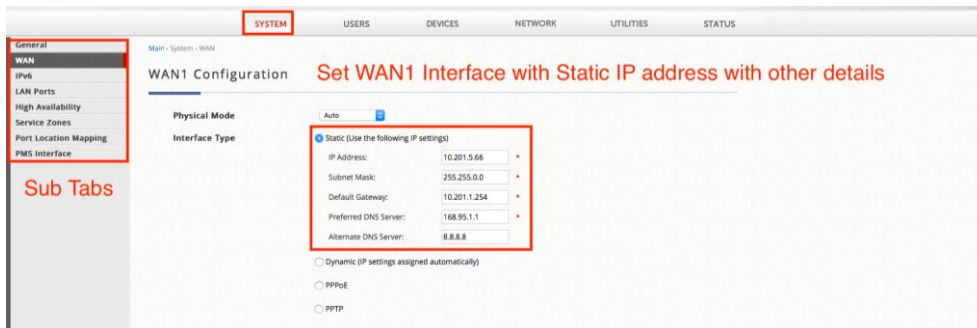 SYSTEM USERS DEVICES NETWORK UTILITIES STATUS
General
WAN
IPv6
LAN Ports
High Availability
Service Zones
Port Location Mapping
PMS Interface
Sub Tabs
Main › System › WAN
WAN1 Configuration
Set WAN1 Interface with Static IP address with other details
Physical Mode Auto
Interface Type Static (Use the following IP settings)
IP Address: 10.201.5.66 *
Subnet Mask: 255.255.0.0 *
Default Gateway: 10.201.1.254 *
Preferred DNS Server: 168.95.1.1 *
Alternate DNS Server: 8.8.8.8
Dynamic (IP settings assigned automatically)
PPPoE
PPTP